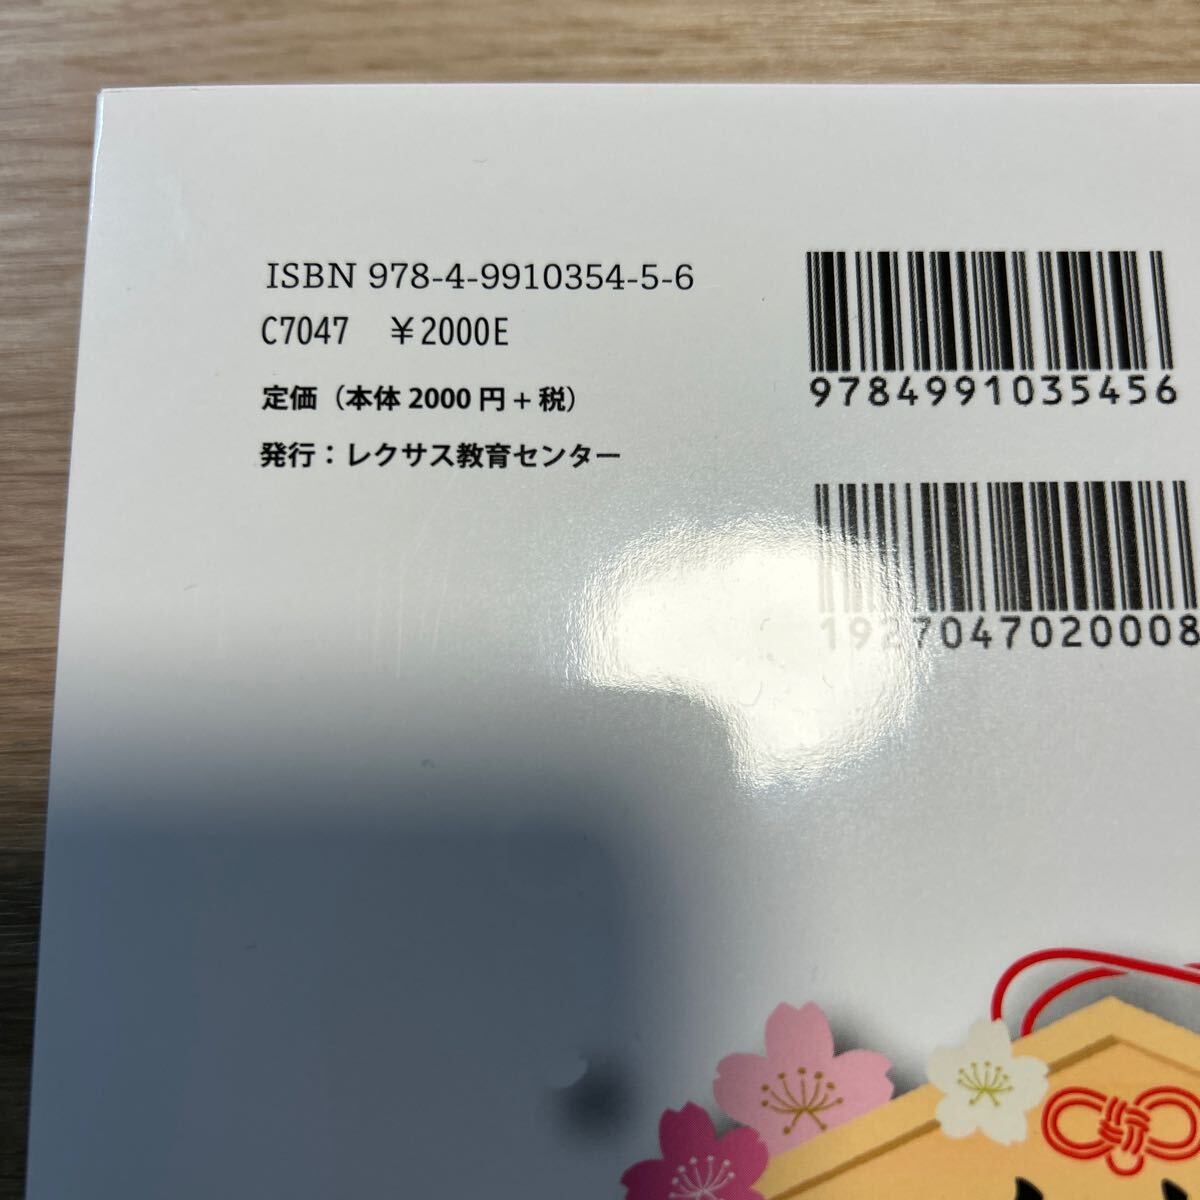 ISBN 978-4-9910354-5-6
C7047 ¥2000E
定価（本体 2000 円 + 税）
発行：レクサス教育センター
9784991035456
1927047020008